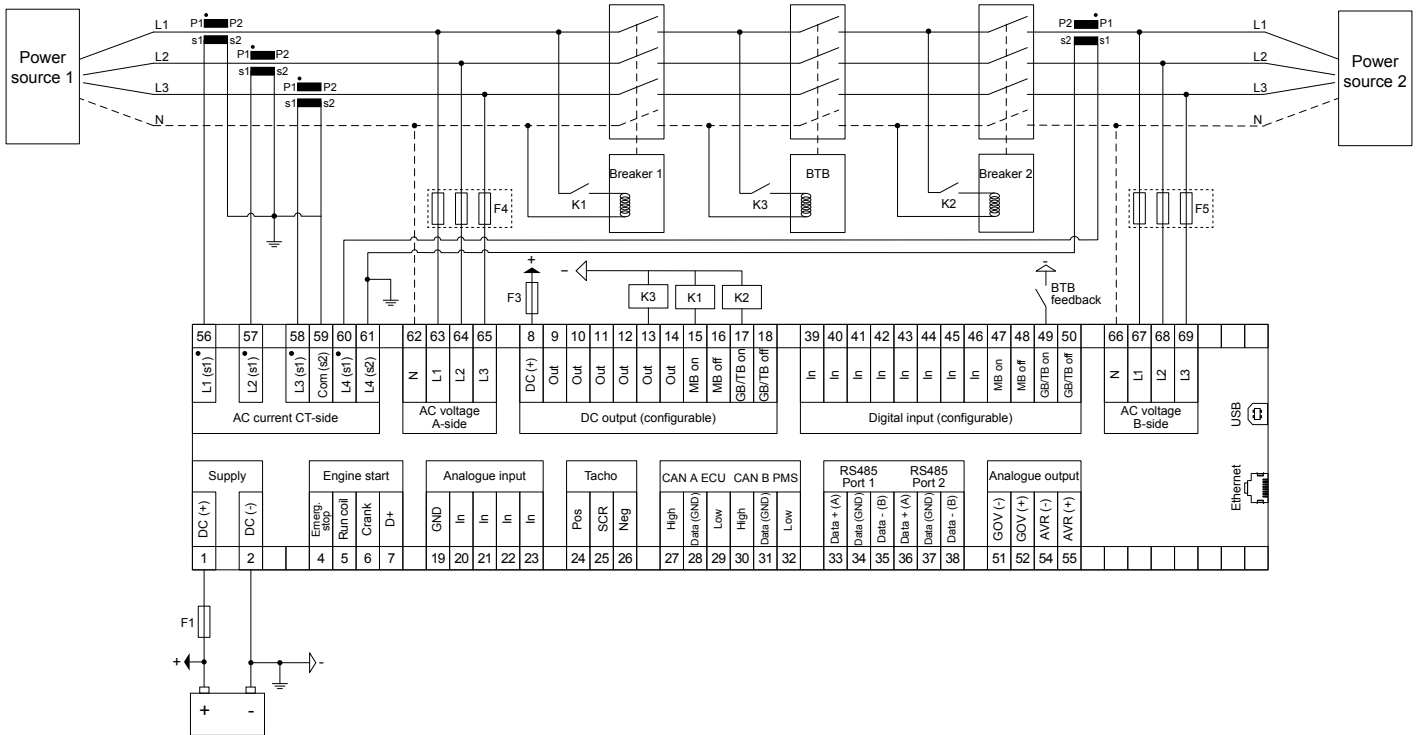 P1 P2
s1 s2
P1 P2
s1 s2
P1 P2
s1 s2
P2 P1
s2 s1
L1
L2
L3
N
L1
L2
L3
N
Power
source 1
Power
source 2
Breaker 1
BTB
Breaker 2
K1
K3
K2
F4
F5
+
F3
-
K3
K1
K2
-
BTB
feedback
56 57 58 59 60 61 62 63 64 65 8 9 10 11 12 13 14 15 16 17 18 39 40 41 42 43 44 45 46 47 48 49 50 66 67 68 69
L1 (s1)
L2 (s1)
L3 (s1)
Com (s2)
L4 (s1)
L4 (s2)
N
L1
L2
L3
DC (+)
Out
Out
Out
Out
Out
Out
MB on
MB off
GB/TB on
GB/TB off
In
In
In
In
In
In
In
In
MB on
MB off
GB/TB on
GB/TB off
N
L1
L2
L3
AC current CT-side
AC voltage
A-side
DC output (configurable)
Digital input (configurable)
AC voltage
B-side
USB
Ethernet
Supply
Engine start
Analogue input
Tacho
CAN A ECU CAN B PMS
RS485
Port 1
RS485
Port 2
Analogue output
DC (+)
DC (-)
Emerg.
stop
Run coil
Crank
D+
GND
In
In
In
In
Pos
SCR
Neg
High
Data (GND)
Low
High
Data (GND)
Low
Data + (A)
Data (GND)
Data - (B)
Data + (A)
Data (GND)
Data - (B)
GOV (-)
GOV (+)
AVR (-)
AVR (+)
1 2 4 5 6 7 19 20 21 22 23 24 25 26 27 28 29 30 31 32 33 34 35 36 37 38 51 52 54 55
F1
+
-
+ -